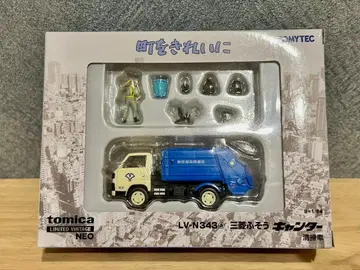 TOMYTEC
町をきれいに
tomica
LIMITED VINTAGE
NEO
LV-N343a 三菱ふそう キャンター
清掃車